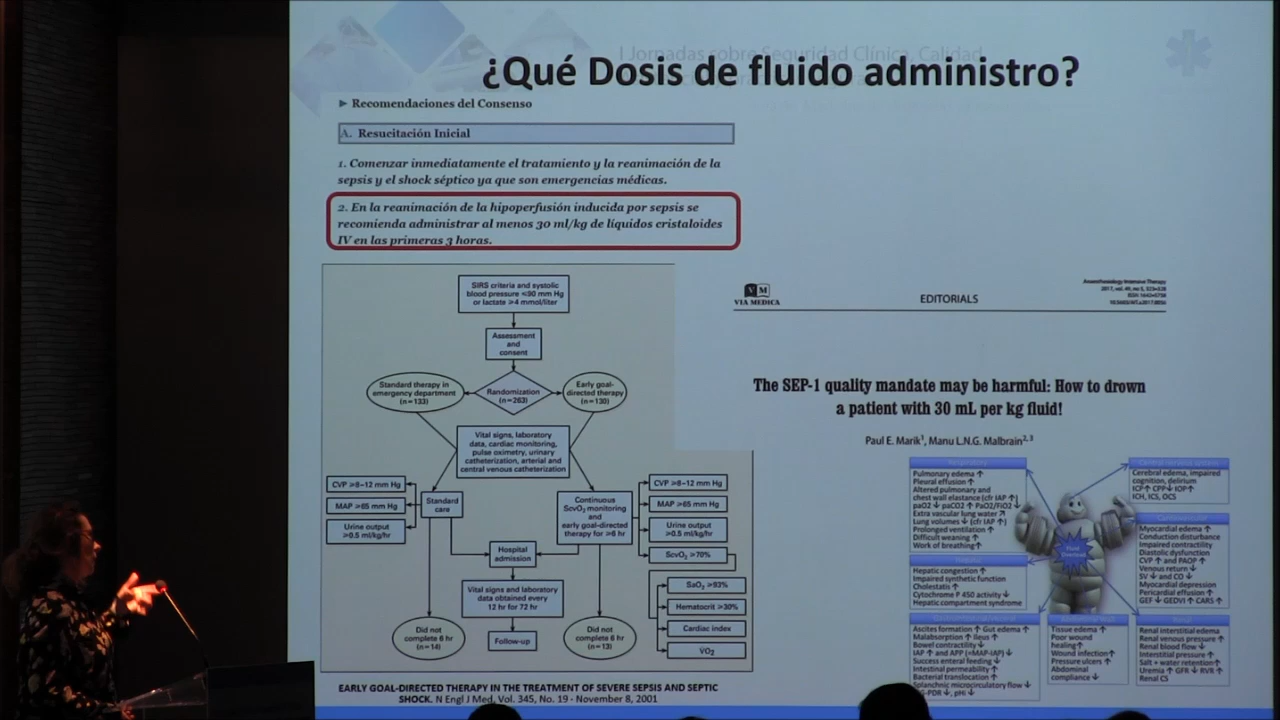 I Jornadas sobre Seguridad Clínica, Calidad
¿Qué Dosis de fluido administro?
► Recomendaciones del Consenso
A. Resucitación Inicial
1. Comenzar inmediatamente el tratamiento y la reanimación de la
sepsis y el shock séptico ya que son emergencias médicas.
2. En la reanimación de la hipoperfusión inducida por sepsis se
recomienda administrar al menos 30 ml/kg de líquidos cristaloides
IV en las primeras 3 horas.
SIRS criteria and systolic
blood pressure <90 mm Hg
or lactate >4 mmol/liter
Assessment
and
consent
Standard therapy in
emergency department
(n=133)
Randomization
(n=263)
Early goal-
directed therapy
(n=130)
Vital signs, laboratory
data, cardiac monitoring,
pulse oximetry, urinary
catheterization, arterial and
central venous catheterization
CVP >8–12 mm Hg
MAP >65 mm Hg
Urine output
>0.5 ml/kg/hr
Standard
care
Continuous
ScvO2 monitoring
and
early goal-directed
therapy for >6 hr
CVP >8–12 mm Hg
MAP >65 mm Hg
Urine output
>0.5 ml/kg/hr
ScvO2 >70%
SaO2 >93%
Hematocrit >30%
Cardiac index
VO2
Hospital
admission
Vital signs and laboratory
data obtained every
12 hr for 72 hr
Follow-up
Did not
complete 6 hr
(n=14)
Did not
complete 6 hr
(n=13)
EARLY GOAL-DIRECTED THERAPY IN THE TREATMENT OF SEVERE SEPSIS AND SEPTIC
SHOCK. N Engl J Med, Vol. 345, No. 19 - November 8, 2001
VM
VIA MEDICA
EDITORIALS
Anaesthesiology Intensive Therapy
The SEP-1 quality mandate may be harmful: How to drown
a patient with 30 mL per kg fluid!
Paul E. Marik1, Manu L.N.G. Malbrain2, 3
Pulmonary edema ↑
Pleural effusion ↑
Altered pulmonary and
chest wall elastance (cfr IAP ↑)
paO2 ↓ paCO2 ↑ PaO2/FiO2 ↓
Extra vascular lung water ↗
Lung volumes ↓ (cfr IAP ↑)
Prolonged ventilation ↑
Difficult weaning ↑
Work of breathing ↑
Hepatic congestion ↑
Impaired synthetic function
Cholestatis ↑
Cytochrome P 450 activity ↓
Hepatic compartment syndrome
Ascites formation ↑ Gut edema ↑
Malabsorption ↑ Ileus ↑
Bowel contractility ↓
IAP ↑ and APP (=MAP-IAP) ↓
Success enteral feeding ↓
Intestinal permeability ↑
Bacterial translocation ↑
Splanchnic microcirculatory flow ↓
Fluid
Overload
Tissue edema ↑
Poor wound
healing ↑
Wound infection ↑
Pressure ulcers ↑
Abdominal
compliance ↓
Central nervous system
Cerebral edema, impaired
cognition, delirium
ICP ↑ CPP ↓ IOP ↑
ICH, ICS, OCS
Myocardial edema ↑
Conduction disturbance
Impaired contractility
Diastolic dysfunction
CVP ↑ and PAOP ↑
Venous return ↓
SV ↓ and CO ↓
Myocardial depression
Pericardial effusion ↑
GEF ↓ GEDVI ↑ CARS ↑
Renal interstitial edema
Renal venous pressure ↑
Renal blood flow ↓
Interstitial pressure ↑
Salt + water retention ↑
Uremia ↑ GFR ↓ RVR ↑
Renal CS